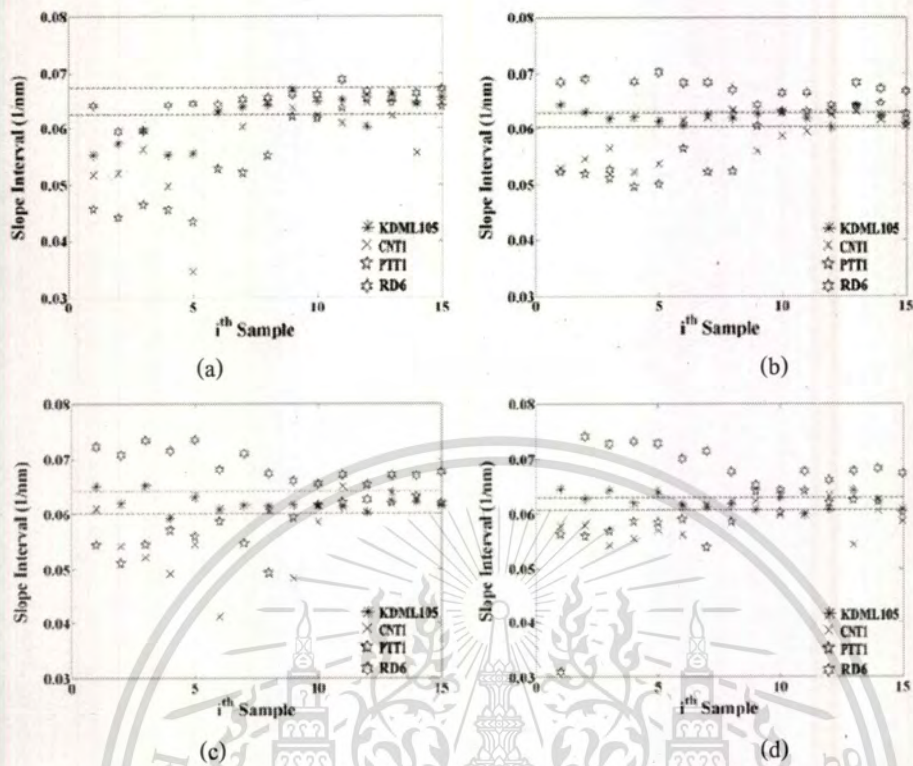 0.08
0.07
0.06
0.05
0.04
0.03
Slope Interval (1/nm)
0
5
10
15
i^th Sample
KDML105
CNT1
PTT1
RD6
(a)
0.08
0.07
0.06
0.05
0.04
0.03
Slope Interval (1/nm)
0
5
10
15
i^th Sample
KDML105
CNT1
PTT1
RD6
(b)
0.08
0.07
0.06
0.05
0.04
0.03
Slope Interval (1/nm)
0
5
10
15
i^th Sample
KDML105
CNT1
PTT1
RD6
(c)
0.08
0.07
0.06
0.05
0.04
0.03
Slope Interval (1/nm)
0
5
10
15
i^th Sample
KDML105
CNT1
PTT1
RD6
(d)